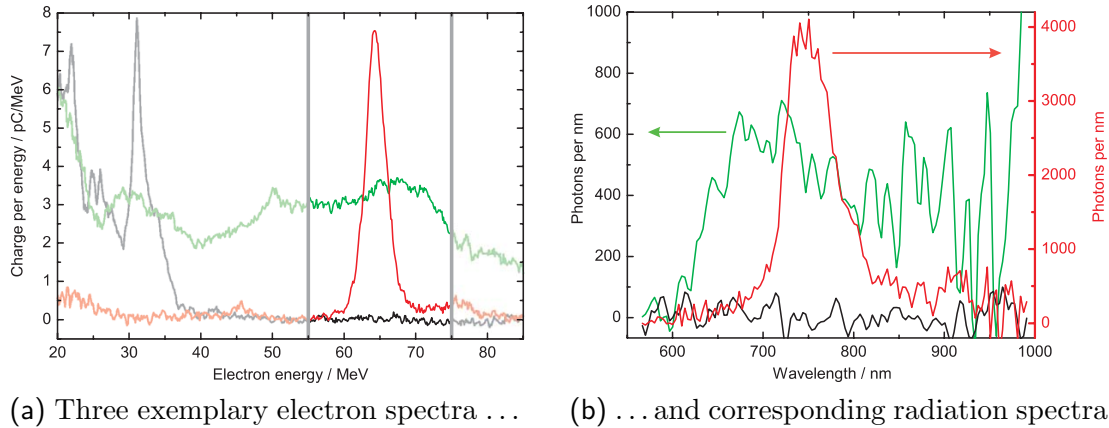 8
7
6
5
4
3
2
1
0
Charge per energy / pC/MeV
20 30 40 50 60 70 80
Electron energy / MeV
(a) Three exemplary electron spectra ...
1000
800
600
400
200
0
Photons per nm
4000
3000
2000
1000
0
Photons per nm
600 700 800 900 1000
Wavelength / nm
(b) ... and corresponding radiation spectra